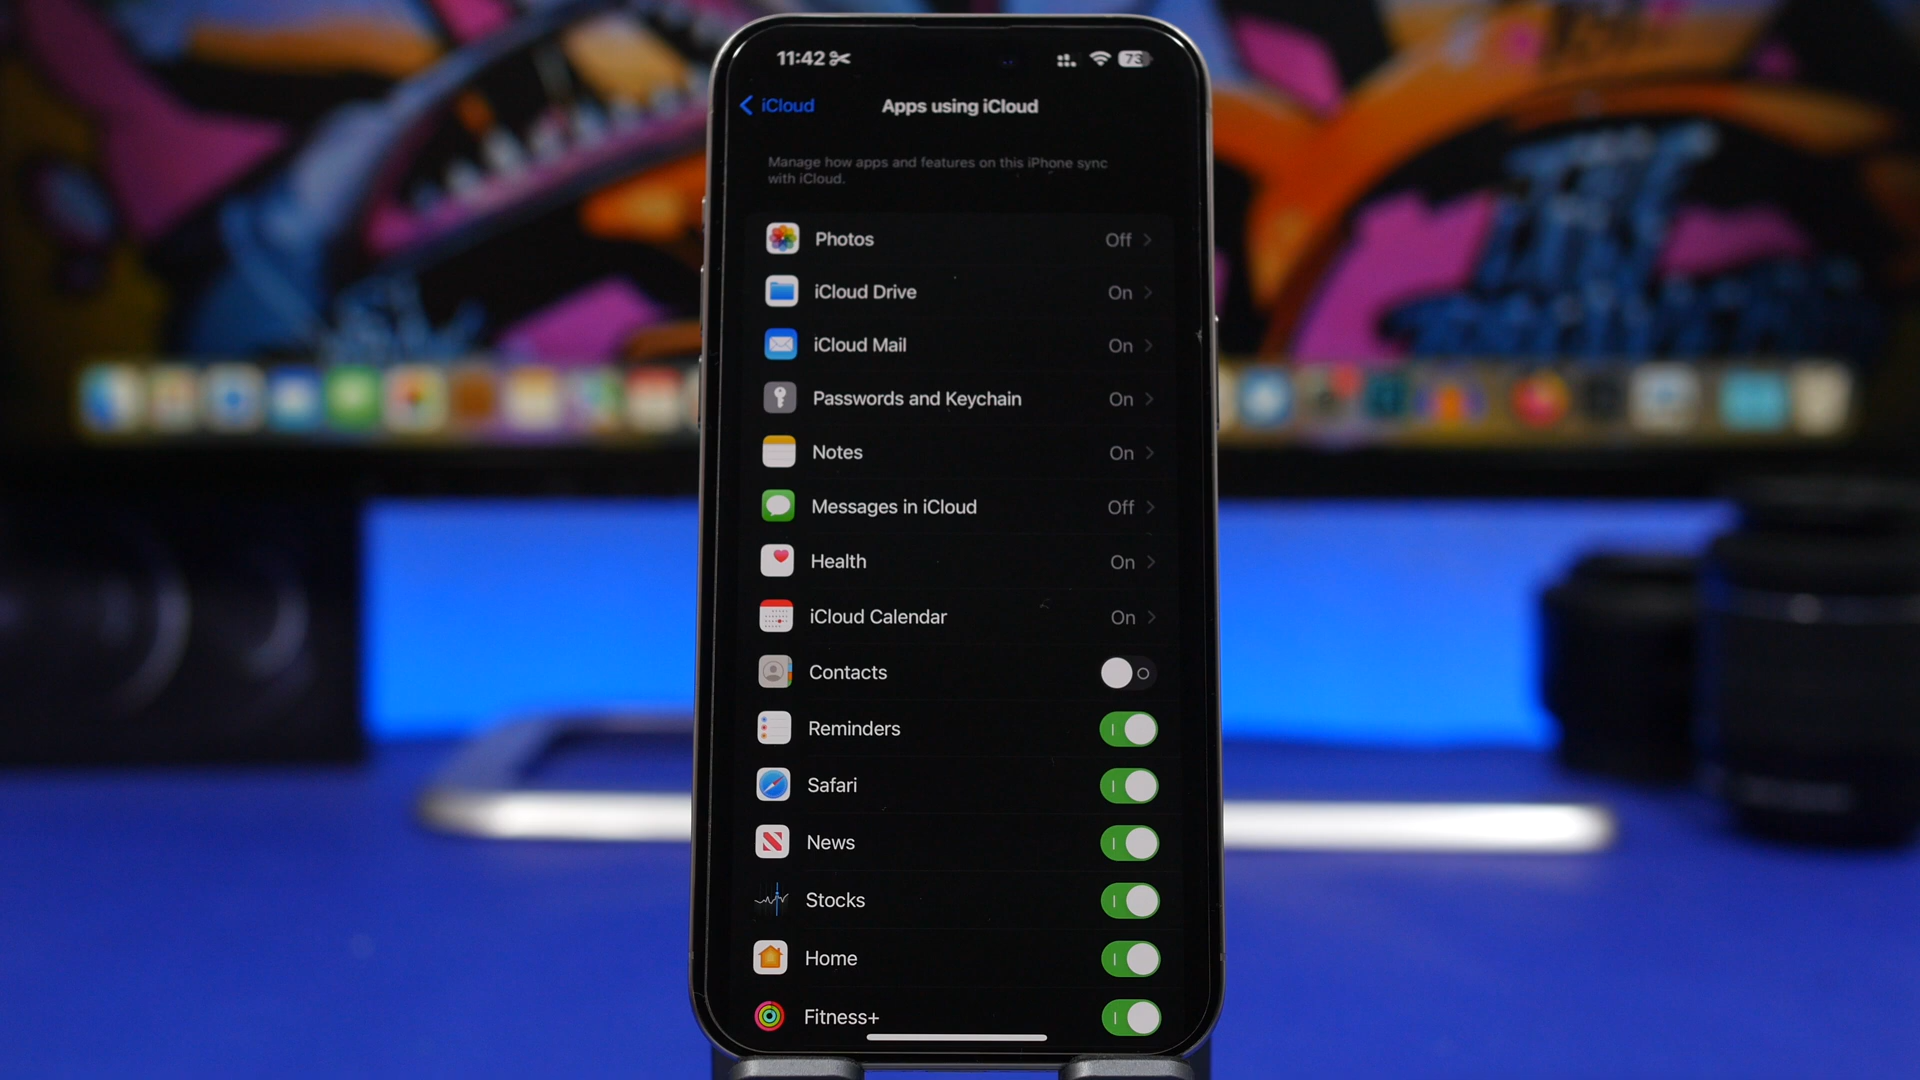 11:42
73
iCloud
Apps using iCloud
Manage how apps and features on this iPhone sync
with iCloud.
Photos Off
iCloud Drive On
iCloud Mail On
Passwords and Keychain On
Notes On
Messages in iCloud Off
Health On
iCloud Calendar On
Contacts
Reminders
Safari
News
Stocks
Home
Fitness+